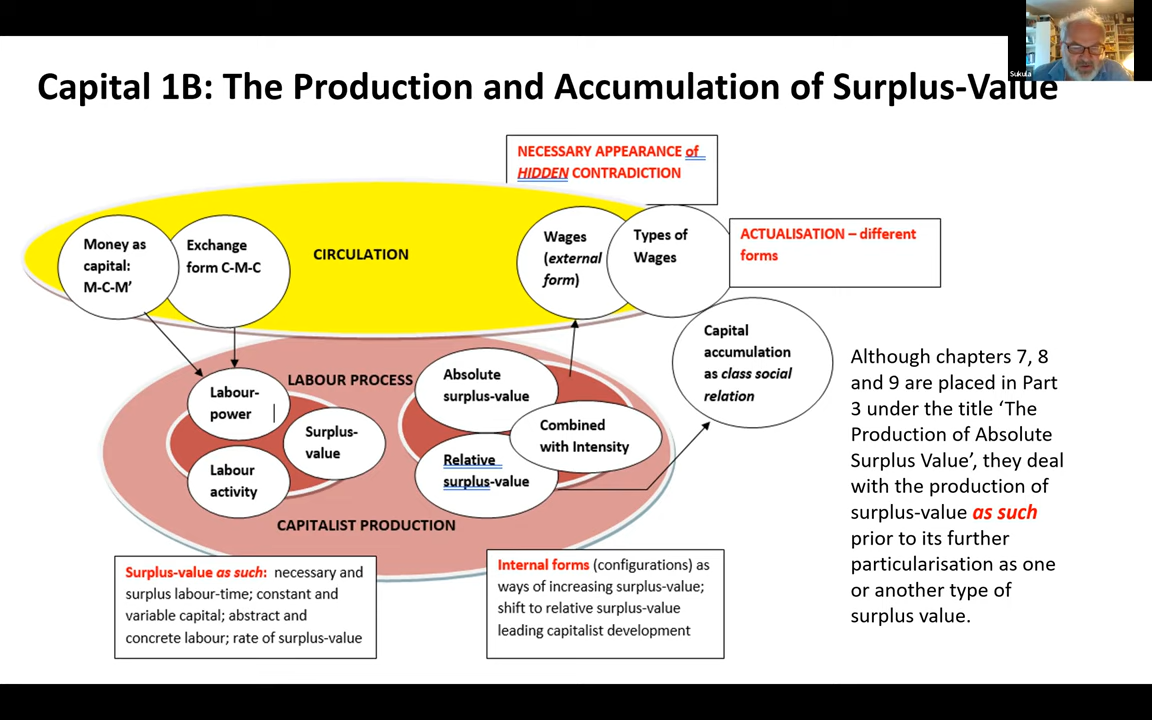 Sukula
Capital 1B: The Production and Accumulation of Surplus-Value
NECESSARY APPEARANCE of
HIDDEN CONTRADICTION
Money as
capital:
M-C-M’
Exchange
form C-M-C
CIRCULATION
Wages
(external
form)
Types of
Wages
ACTUALISATION – different
forms
Capital
accumulation
as class social
relation
LABOUR PROCESS
Labour-
power
Surplus-
value
Labour
activity
Absolute
surplus-value
Combined
with Intensity
Relative
surplus-value
CAPITALIST PRODUCTION
Surplus-value as such: necessary and
surplus labour-time; constant and
variable capital; abstract and
concrete labour; rate of surplus-value
Internal forms (configurations) as
ways of increasing surplus-value;
shift to relative surplus-value
leading capitalist development
Although chapters 7, 8
and 9 are placed in Part
3 under the title ‘The
Production of Absolute
Surplus Value’, they deal
with the production of
surplus-value as such
prior to its further
particularisation as one
or another type of
surplus value.